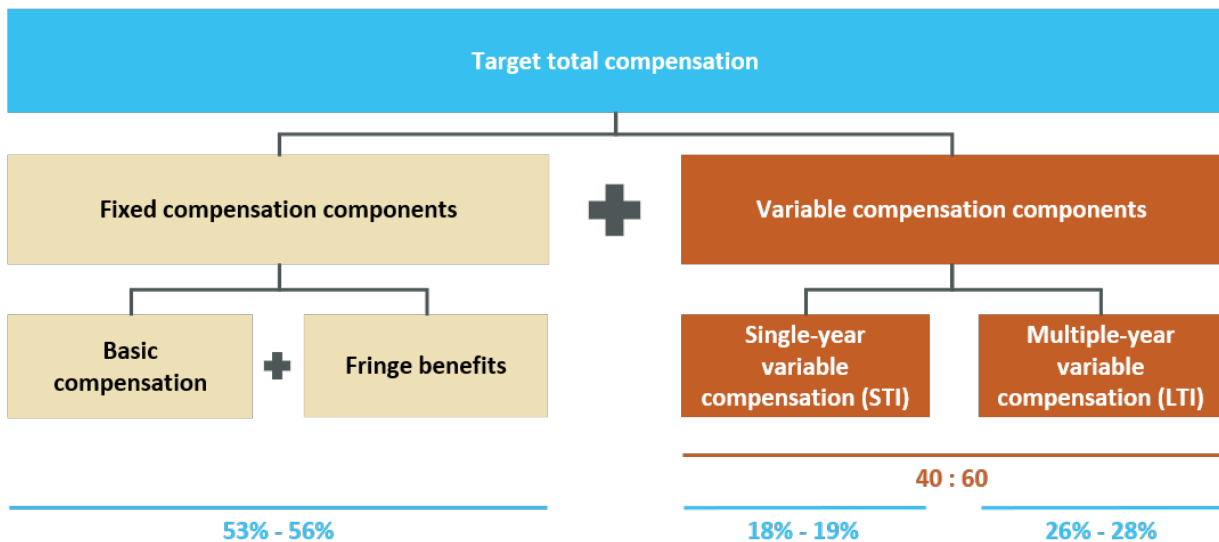 Target total compensation
Fixed compensation components
Variable compensation components
Basic
compensation
Fringe benefits
Single-year
variable
compensation (STI)
Multiple-year
variable
compensation (LTI)
40 : 60
53% - 56%
18% - 19%
26% - 28%